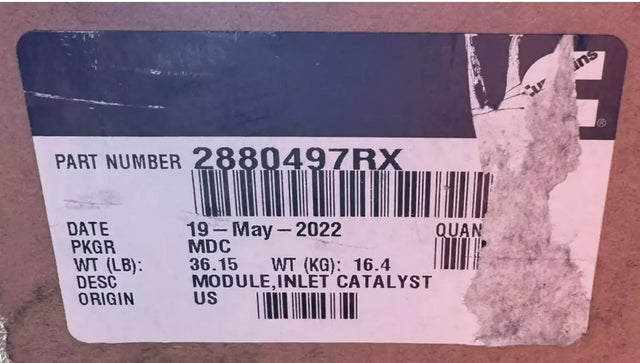 PART NUMBER 2880497RX
DATE 19-May-2022 QUAN
PKGR MDC
WT (LB): 36.15 WT (KG): 16.4
DESC MODULE,INLET CATALYST
ORIGIN US